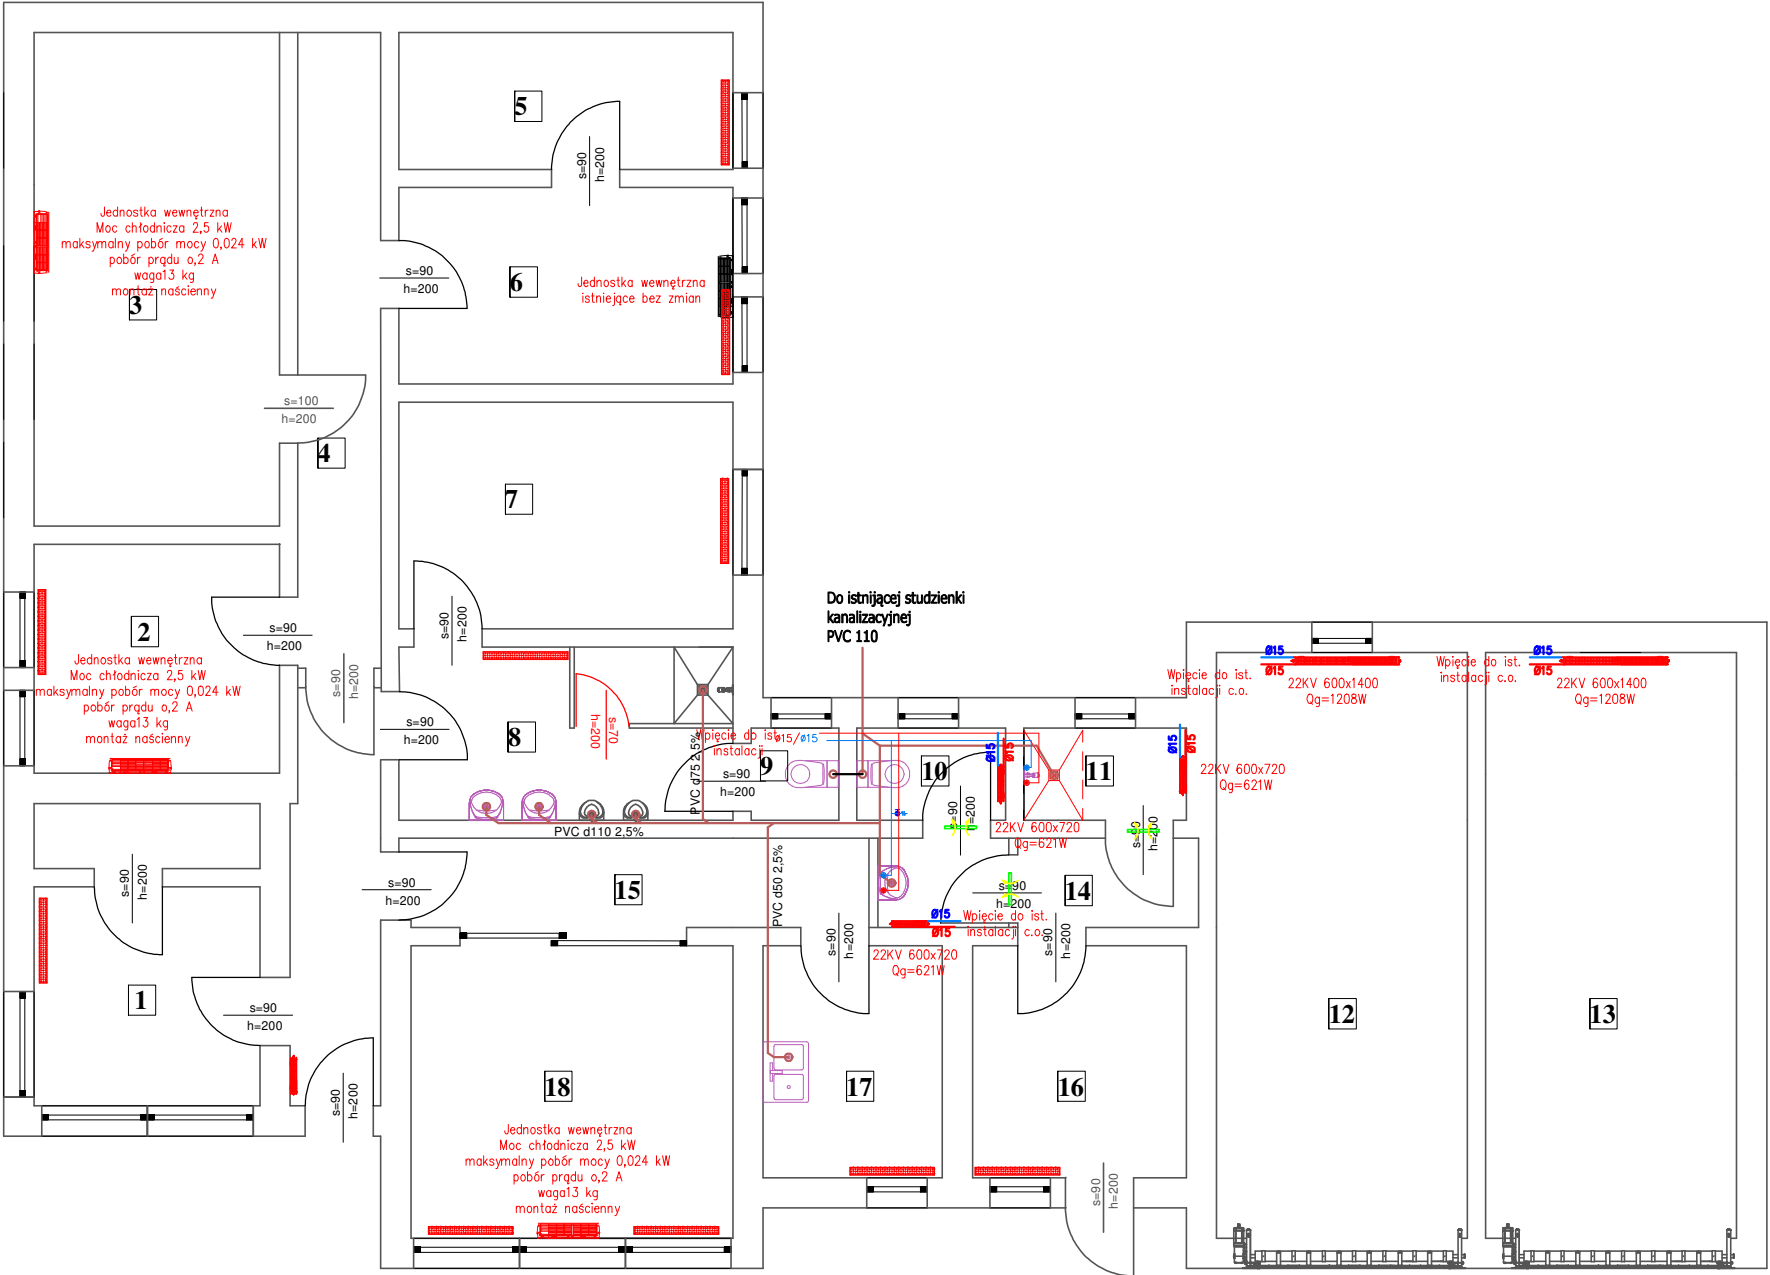 5
s=90
h=200
Jednostka wewnętrzna
Moc chłodnicza 2,5 kW
maksymalny pobór mocy 0,024 kW
pobór prądu o,2 A
waga13 kg
montaż naścienny
3
s=90
h=200
6
Jednostka wewnętrzna
istniejące bez zmian
s=100
h=200
4
7
2
s=90
h=200
Jednostka wewnętrzna
Moc chłodnicza 2,5 kW
maksymalny pobór mocy 0,024 kW
pobór prądu o,2 A
waga13 kg
montaż naścienny
s=90
h=200
s=90
h=200
s=90
h=200
8
s=70
h=200
Do istnijącej studzienki
kanalizacyjnej
PVC 110
Wpięcie do ist.
instalacji
ø15/ø15
PVC d75 2,5%
9
s=90
h=200
10
Ø15
Ø15
11
s=90
h=200
22KV 600x720
Qg=621W
s=90
h=200
Ø15
Ø15
22KV 600x720
Qg=621W
Wpięcie do ist.
instalacji c.o.
Ø15
Ø15
22KV 600x1400
Qg=1208W
Wpięcie do ist.
instalacji c.o.
Ø15
Ø15
22KV 600x1400
Qg=1208W
PVC d110 2,5%
s=90
h=200
s=90
h=200
15
PVC d50 2,5%
s=90
h=200
14
Ø15
Ø15
Wpięcie do ist.
instalacji c.o.
22KV 600x720
Qg=621W
s=90
h=200
s=90
h=200
1
s=90
h=200
s=90
h=200
18
17
16
12
13
Jednostka wewnętrzna
Moc chłodnicza 2,5 kW
maksymalny pobór mocy 0,024 kW
pobór prądu o,2 A
waga13 kg
montaż naścienny
s=90
h=200